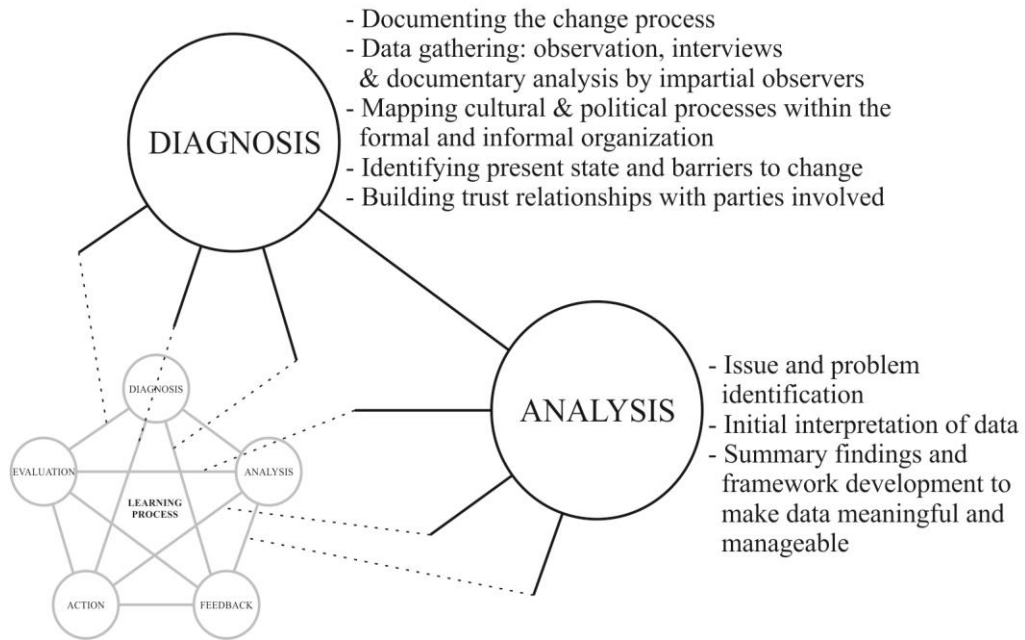 - Documenting the change process
- Data gathering: observation, interviews
& documentary analysis by impartial observers
- Mapping cultural & political processes within the
formal and informal organization
- Identifying present state and barriers to change
- Building trust relationships with parties involved
DIAGNOSIS
- Issue and problem
identification
- Initial interpretation of data
- Summary findings and
framework development to
make data meaningful and
manageable
ANALYSIS
DIAGNOSIS
EVALUATION
ANALYSIS
LEARNING
PROCESS
ACTION
FEEDBACK